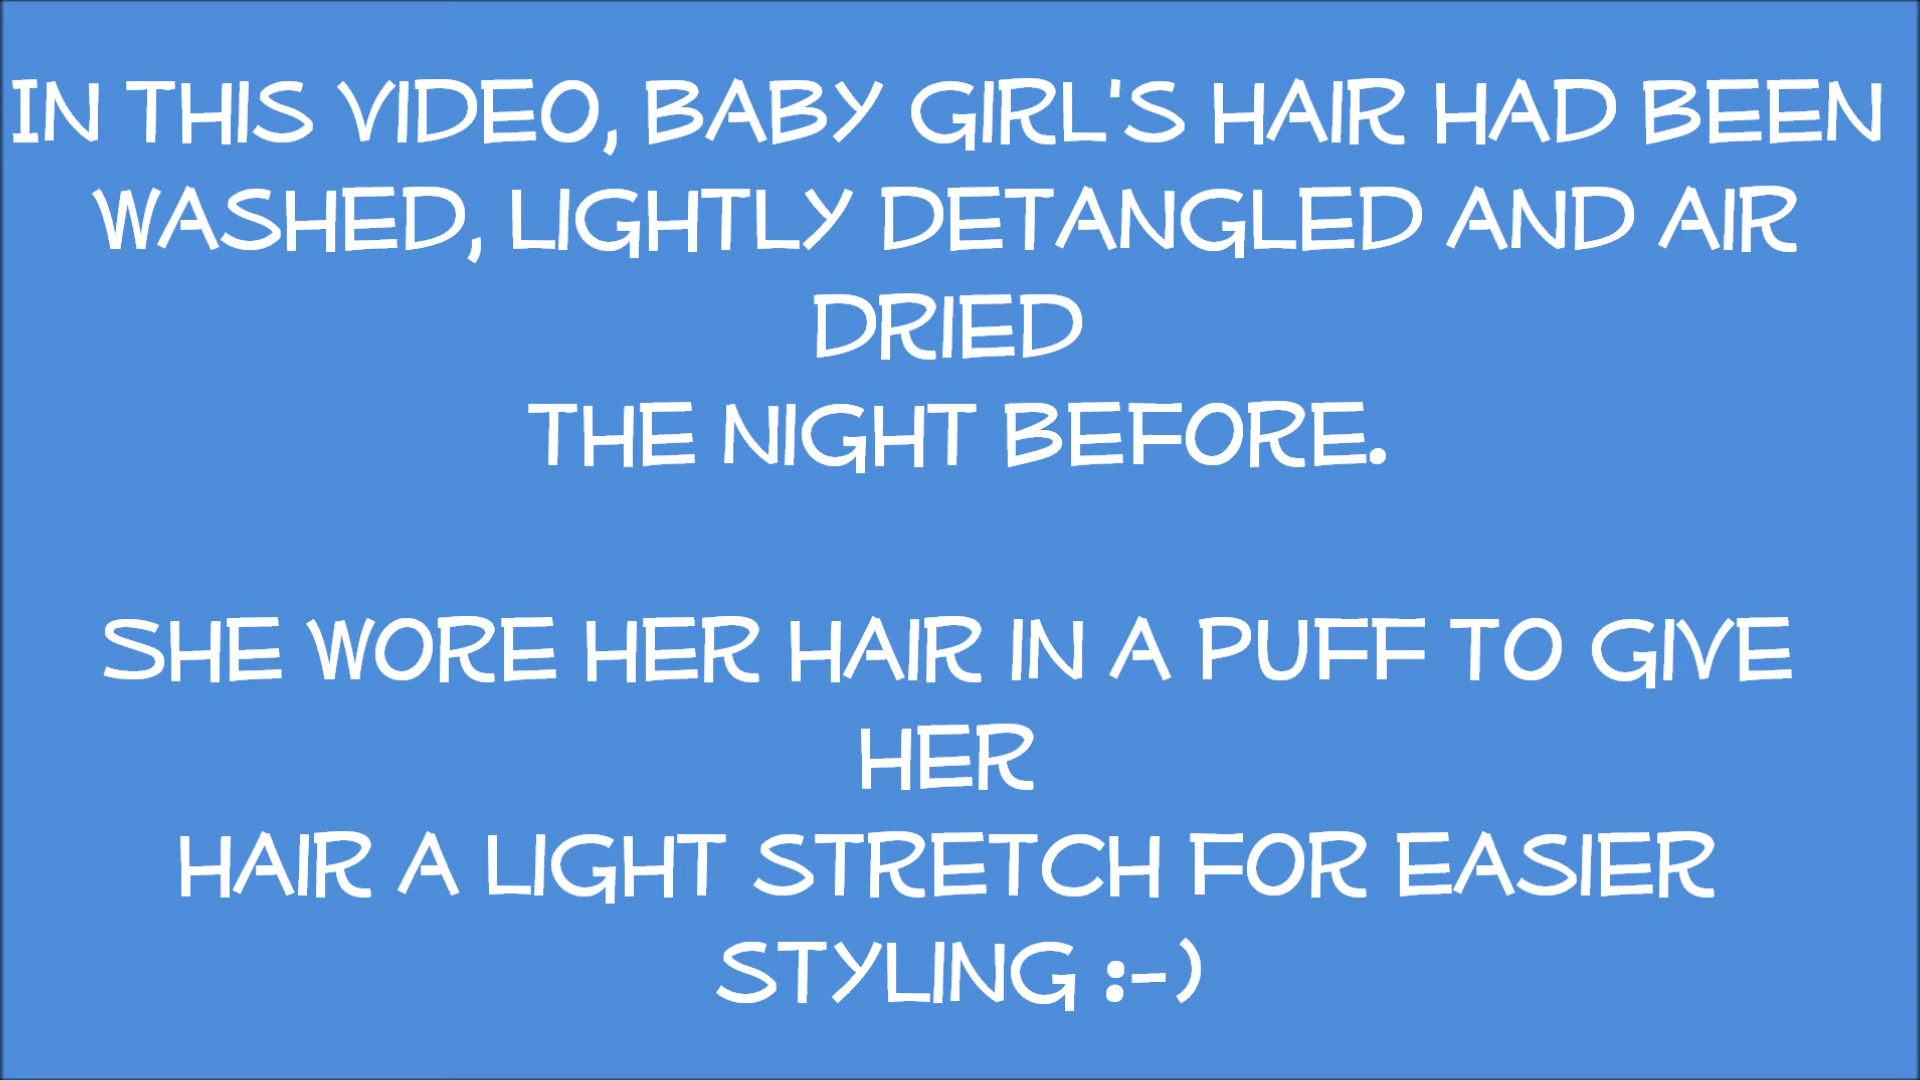 IN THIS VIDEO, BABY GIRL'S HAIR HAD BEEN
WASHED, LIGHTLY DETANGLED AND AIR
DRIED
THE NIGHT BEFORE.
SHE WORE HER HAIR IN A PUFF TO GIVE
HER
HAIR A LIGHT STRETCH FOR EASIER
STYLING :-)